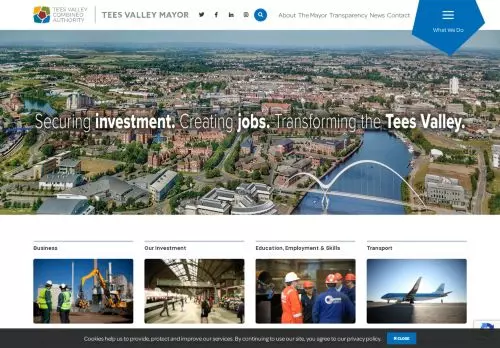 TEES VALLEY
COMBINED
AUTHORITY
TEES VALLEY MAYOR
About The Mayor Transparency News Contact
What We Do
Securing investment. Creating jobs. Transforming the Tees Valley.
Business
Our Investment
Education, Employment & Skills
Transport
Cookies help us to provide, protect and improve our services. By continuing to use our site, you agree to our privacy policy.
X CLOSE